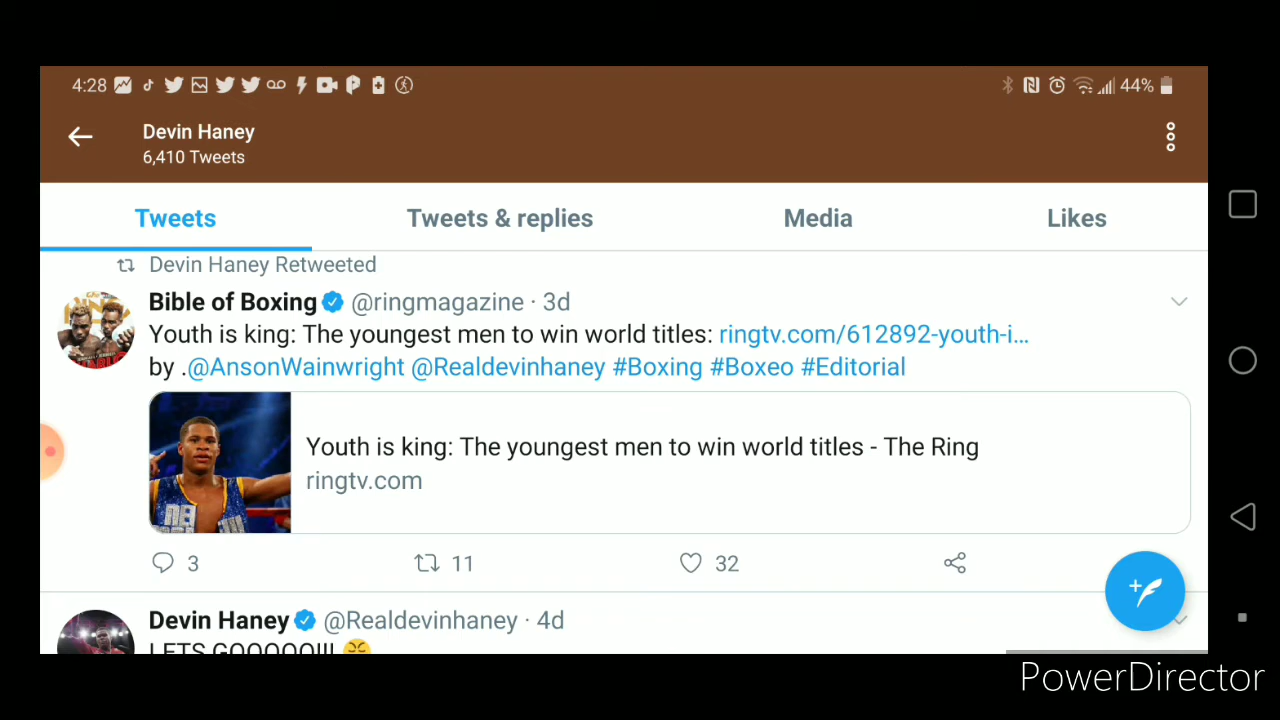 4:28
44%
Devin Haney
6,410 Tweets
Tweets
Tweets & replies
Media
Likes
Devin Haney Retweeted
Bible of Boxing @ringmagazine · 3d
Youth is king: The youngest men to win world titles: ringtv.com/612892-youth-i...
by .@AnsonWainwright @Realdevinhaney #Boxing #Boxeo #Editorial
Youth is king: The youngest men to win world titles - The Ring
ringtv.com
3
11
32
Devin Haney @Realdevinhaney · 4d
LETS GOOOOO!!!
PowerDirector